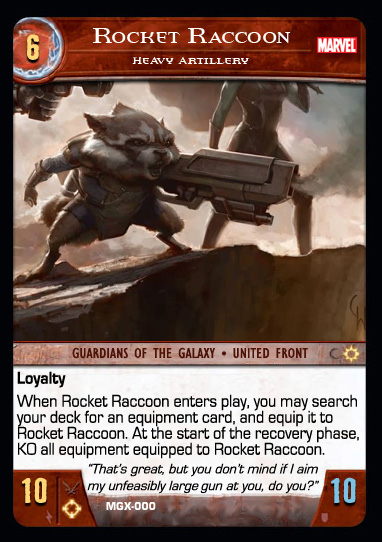 6
ROCKET RACCOON
HEAVY ARTILLERY
MARVEL
GUARDIANS OF THE GALAXY • UNITED FRONT
Loyalty
When Rocket Raccoon enters play, you may search
your deck for an equipment card, and equip it to
Rocket Raccoon. At the start of the recovery phase,
KO all equipment equipped to Rocket Raccoon.
"That's great, but you don't mind if I aim
my unfeasibly large gun at you, do you?"
10
MGX-000
10